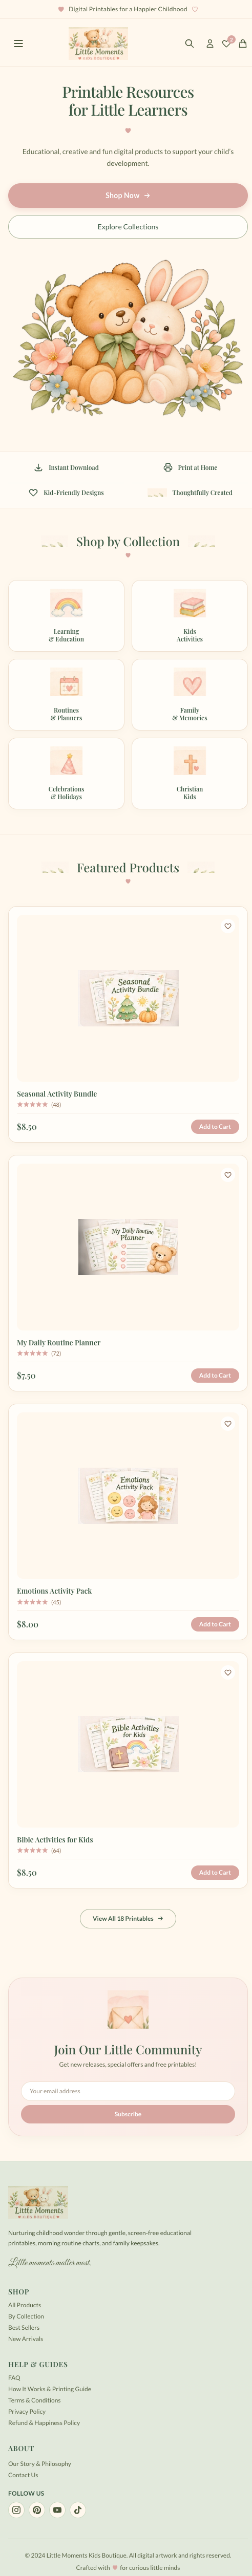 Digital Printables for a Happier Childhood
Little Moments
KIDS BOUTIQUE
2
Printable Resources
for Little Learners
Educational, creative and fun digital products to support your child's
development.
Shop Now →
Explore Collections
Instant Download
Print at Home
Kid-Friendly Designs
Thoughtfully Created
Shop by Collection
Learning
& Education
Kids
Activities
Routines
& Planners
Family
& Memories
Celebrations
& Holidays
Christian
Kids
Featured Products
Seasonal
Activity Bundle
Seasonal Activity Bundle
★★★★★ (48)
$8.50
Add to Cart
My Daily Routine
Planner
My Daily Routine Planner
★★★★★ (72)
$7.50
Add to Cart
Emotions
Activity Pack
Emotions Activity Pack
★★★★★ (45)
$8.00
Add to Cart
Bible Activities
for Kids
Bible Activities for Kids
★★★★★ (64)
$8.50
Add to Cart
View All 18 Printables →
Join Our Little Community
Get new releases, special offers and free printables!
Your email address
Subscribe
Little Moments
KIDS BOUTIQUE
Nurturing childhood wonder through gentle, screen-free educational
printables, morning routine charts, and family keepsakes.
Little moments matter most.
SHOP
All Products
By Collection
Best Sellers
New Arrivals
HELP & GUIDES
FAQ
How It Works & Printing Guide
Terms & Conditions
Privacy Policy
Refund & Happiness Policy
ABOUT
Our Story & Philosophy
Contact Us
FOLLOW US
© 2024 Little Moments Kids Boutique. All digital artwork and rights reserved.
Crafted with ♥ for curious little minds